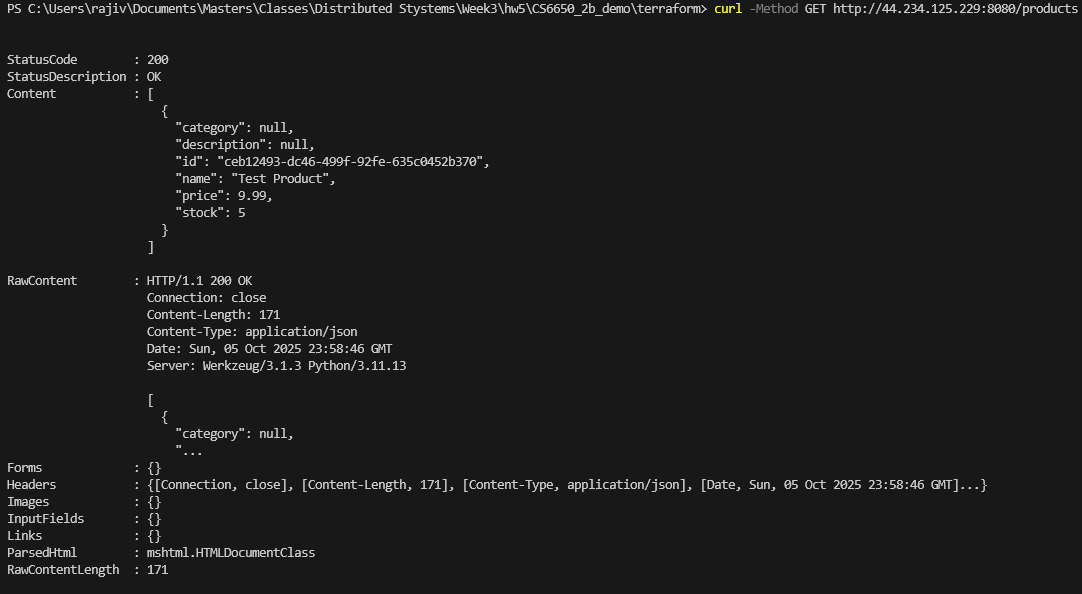 PS C:\Users\rajiv\Documents\Masters\Classes\Distributed Stystems\Week3\hw5\CS6650_2b_demo\terraform> curl -Method GET http://44.234.125.229:8080/products
StatusCode        : 200
StatusDescription : OK
Content           : [
                      {
                        "category": null,
                        "description": null,
                        "id": "ceb12493-dc46-499f-92fe-635c0452b370",
                        "name": "Test Product",
                        "price": 9.99,
                        "stock": 5
                      }
                    ]
RawContent        : HTTP/1.1 200 OK
                    Connection: close
                    Content-Length: 171
                    Content-Type: application/json
                    Date: Sun, 05 Oct 2025 23:58:46 GMT
                    Server: Werkzeug/3.1.3 Python/3.11.13
                    [
                      {
                        "category": null,
                        "...
Forms             : {}
Headers           : {[Connection, close], [Content-Length, 171], [Content-Type, application/json], [Date, Sun, 05 Oct 2025 23:58:46 GMT]...}
Images            : {}
InputFields       : {}
Links             : {}
ParsedHtml        : mshtml.HTMLDocumentClass
RawContentLength  : 171